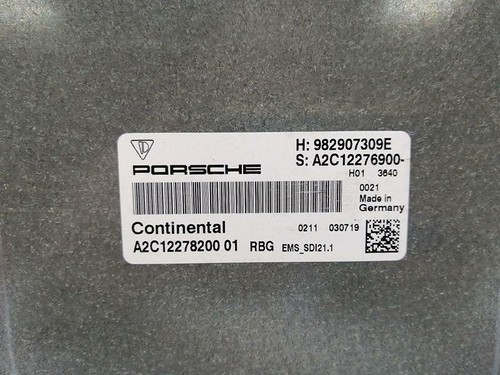 H: 982907309E
PORSCHE
S: A2C12276900-
H01 3640
0021
Made in
Germany
Continental
0211 030719
A2C12278200 01 RBG EMS_SDI21.1